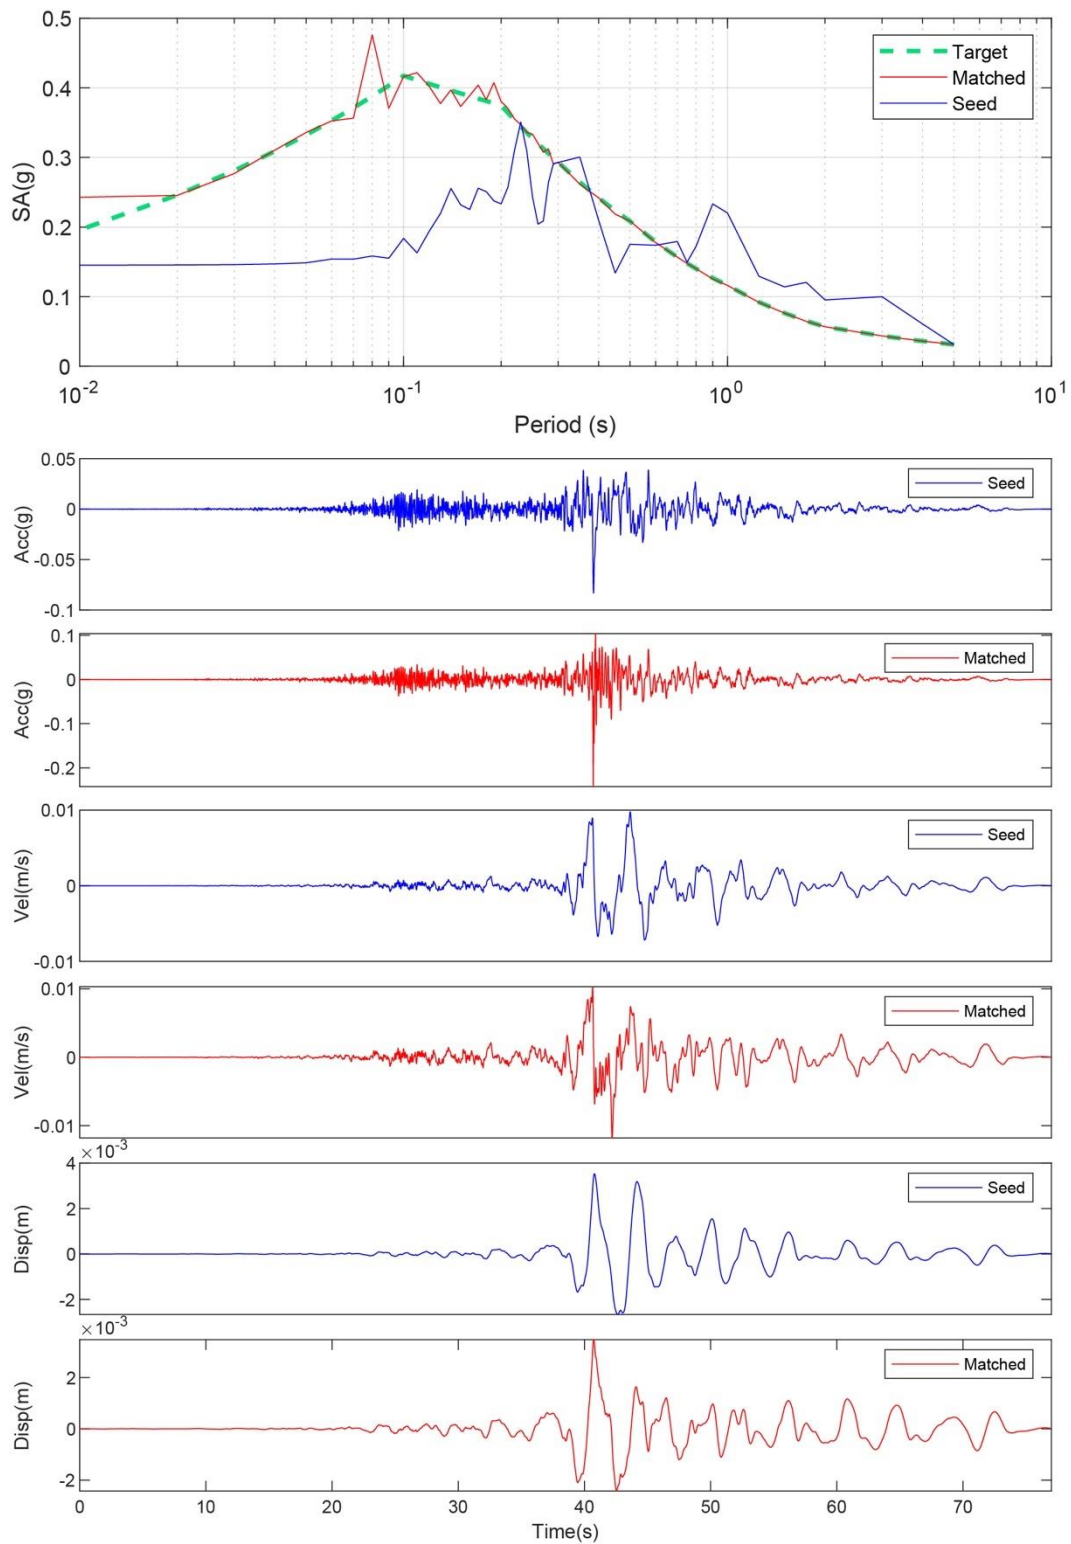 0.5
0.4
0.3
0.2
0.1
0
SA(g)
Target
Matched
Seed
10-2
10-1
100
101
Period (s)
0.05
0
-0.05
-0.1
Acc(g)
Seed
0.1
0
-0.1
-0.2
Acc(g)
Matched
0.01
0
-0.01
Vel(m/s)
Seed
0.01
0
-0.01
Vel(m/s)
Matched
×10-3
4
2
0
-2
Disp(m)
Seed
×10-3
2
0
-2
Disp(m)
Matched
0 10 20 30 40 50 60 70
Time(s)